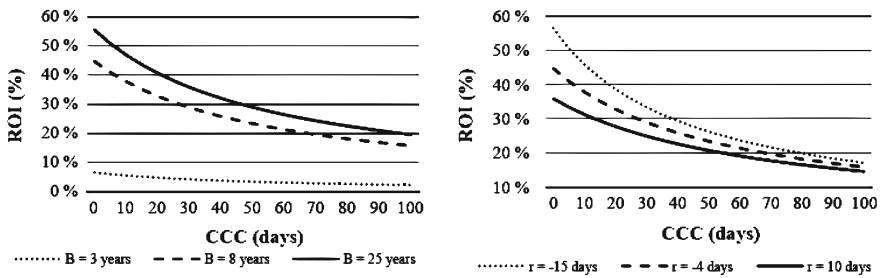 60 %
50 %
40 %
30 %
20 %
10 %
0 %
ROI (%)
0 10 20 30 40 50 60 70 80 90 100
CCC (days)
B = 3 years B = 8 years B = 25 years
60 %
50 %
40 %
30 %
20 %
10 %
ROI (%)
0 10 20 30 40 50 60 70 80 90 100
CCC (days)
r = -15 days r = -4 days r = 10 days